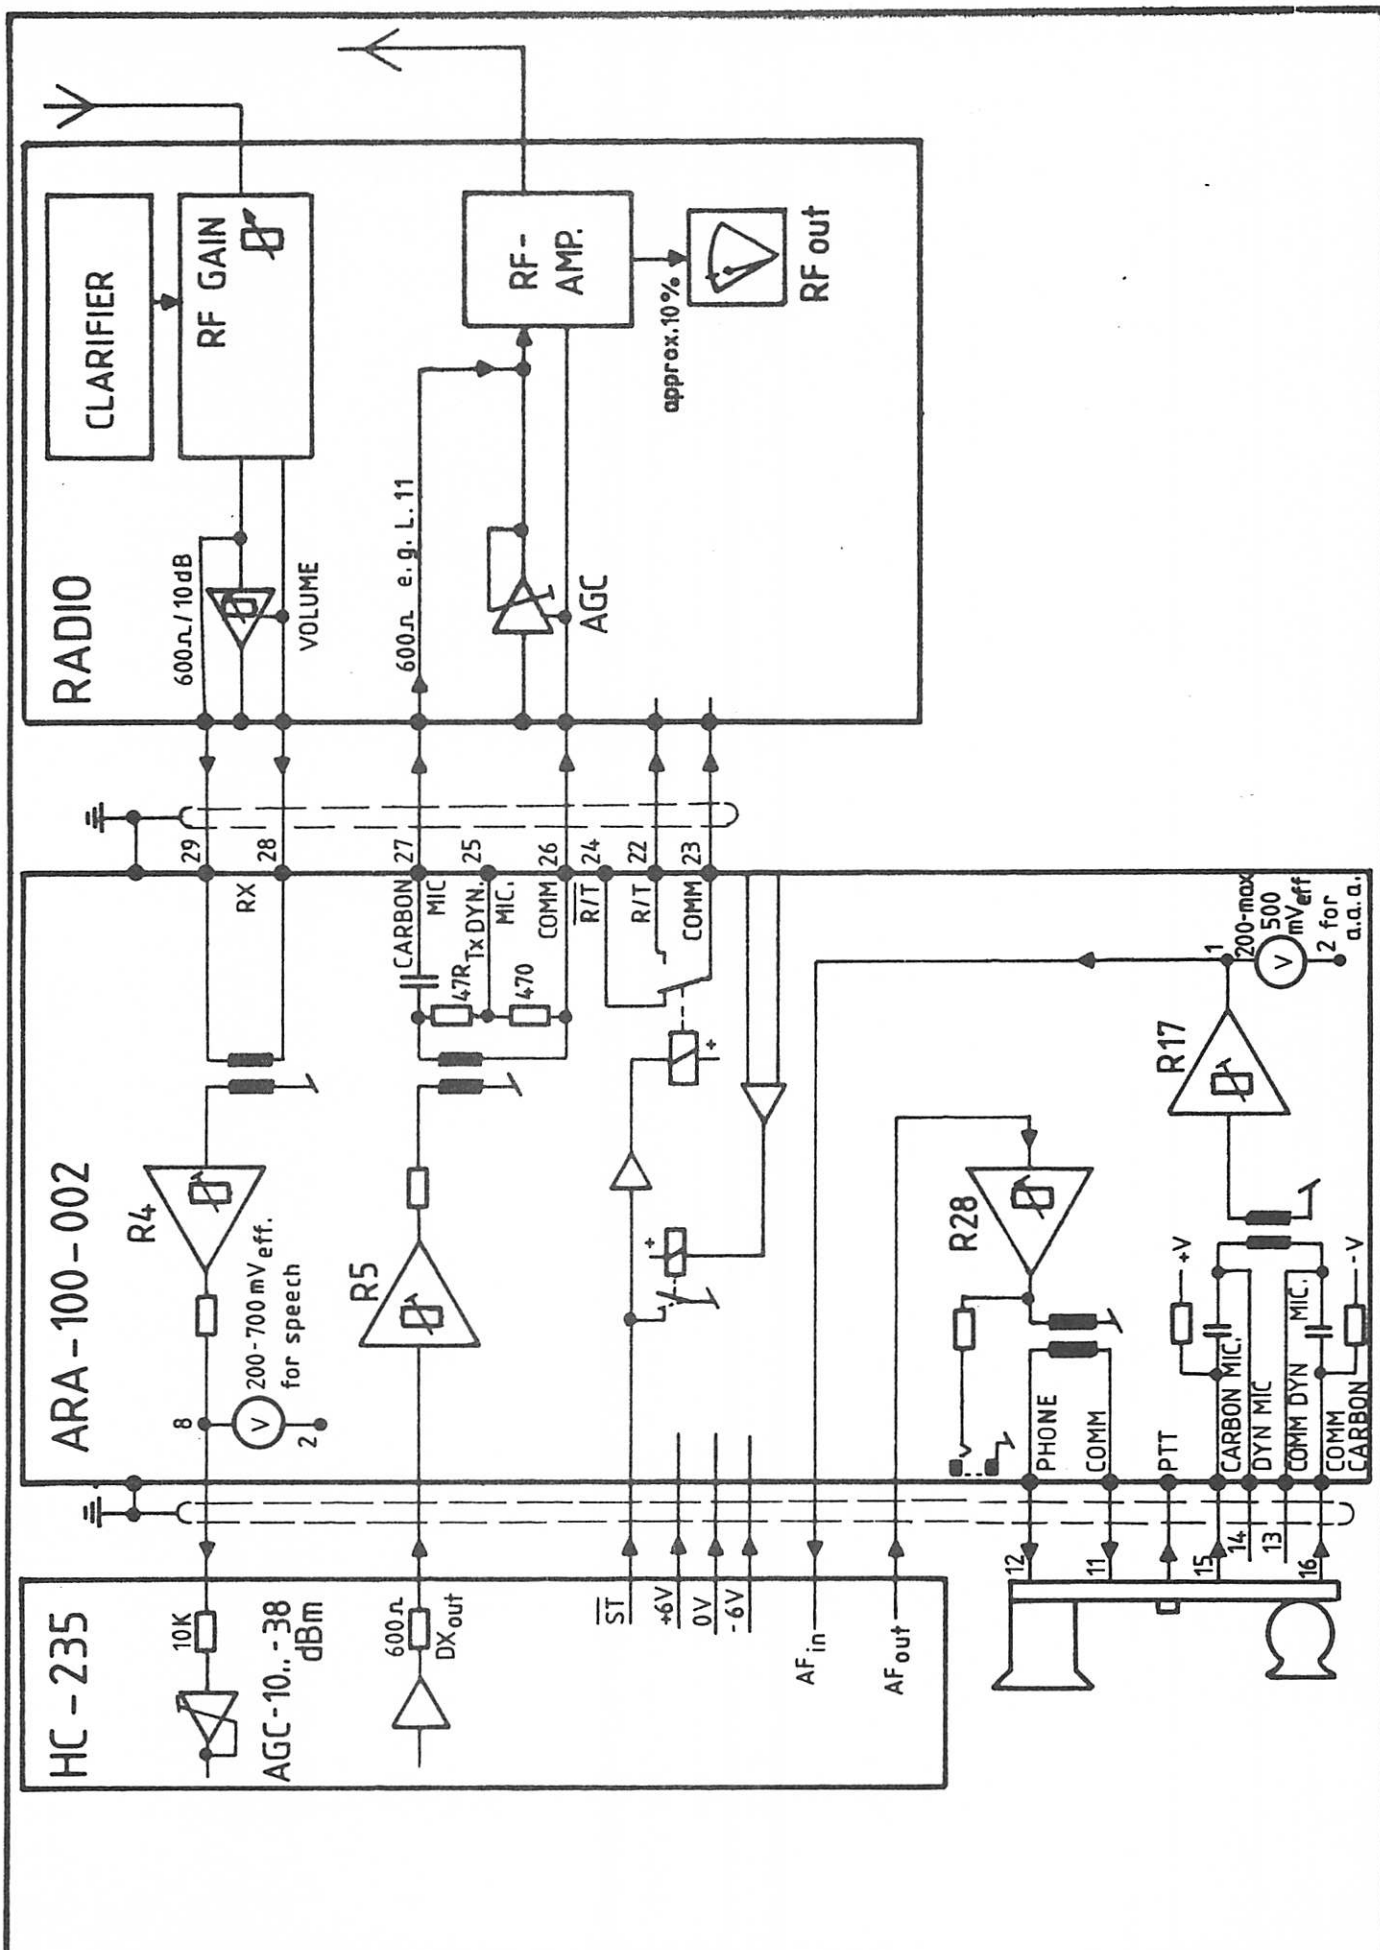 HC-235
10K
AGC-10..-38
dBm
600Ω
DXout
ST
+6V
0V
-6V
AFin
AFout
ARA-100-002
R4
8
V
200-700mVeff.
for speech
2
R5
RX
29
28
CARBON
MIC
27
47R
TxDYN.
MIC.
25
470
COMM
26
R/T
24
R/T
22
COMM
23
+
+
R28
PHONE
12
COMM
11
PTT
CARBON MIC.
15
DYN MIC
14
COMM DYN MIC.
13
COMM
CARBON
16
+V
-V
R17
1
200-max
500
mVeff
V
2 for
a.a.a.
RADIO
600Ω/10dB
VOLUME
CLARIFIER
RF GAIN
600Ω e.g. L.11
AGC
RF-
AMP.
approx.10%
RF out